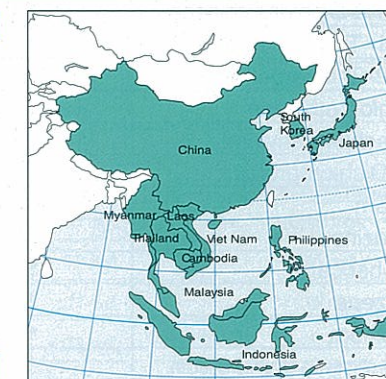 South
Korea
China
Japan
Myanmar
Laos
Thailand
Viet Nam
Philippines
Cambodia
Malaysia
Indonesia